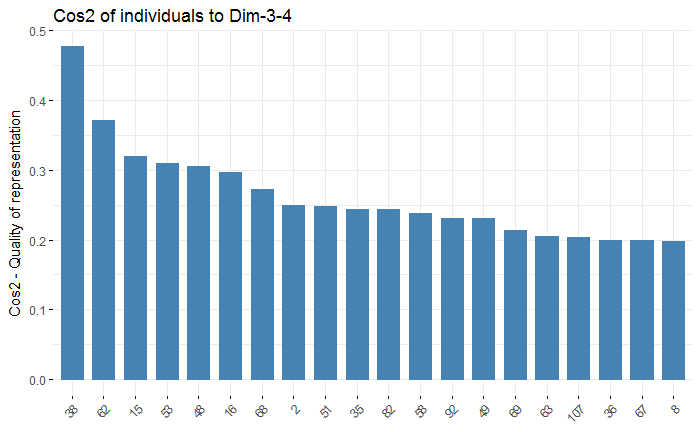 Cos2 of individuals to Dim-3-4
Cos2 - Quality of representation
0.5
0.4
0.3
0.2
0.1
0.0
38 62 15 53 48 16 68 2 51 35 82 58 92 49 69 63 107 36 67 8